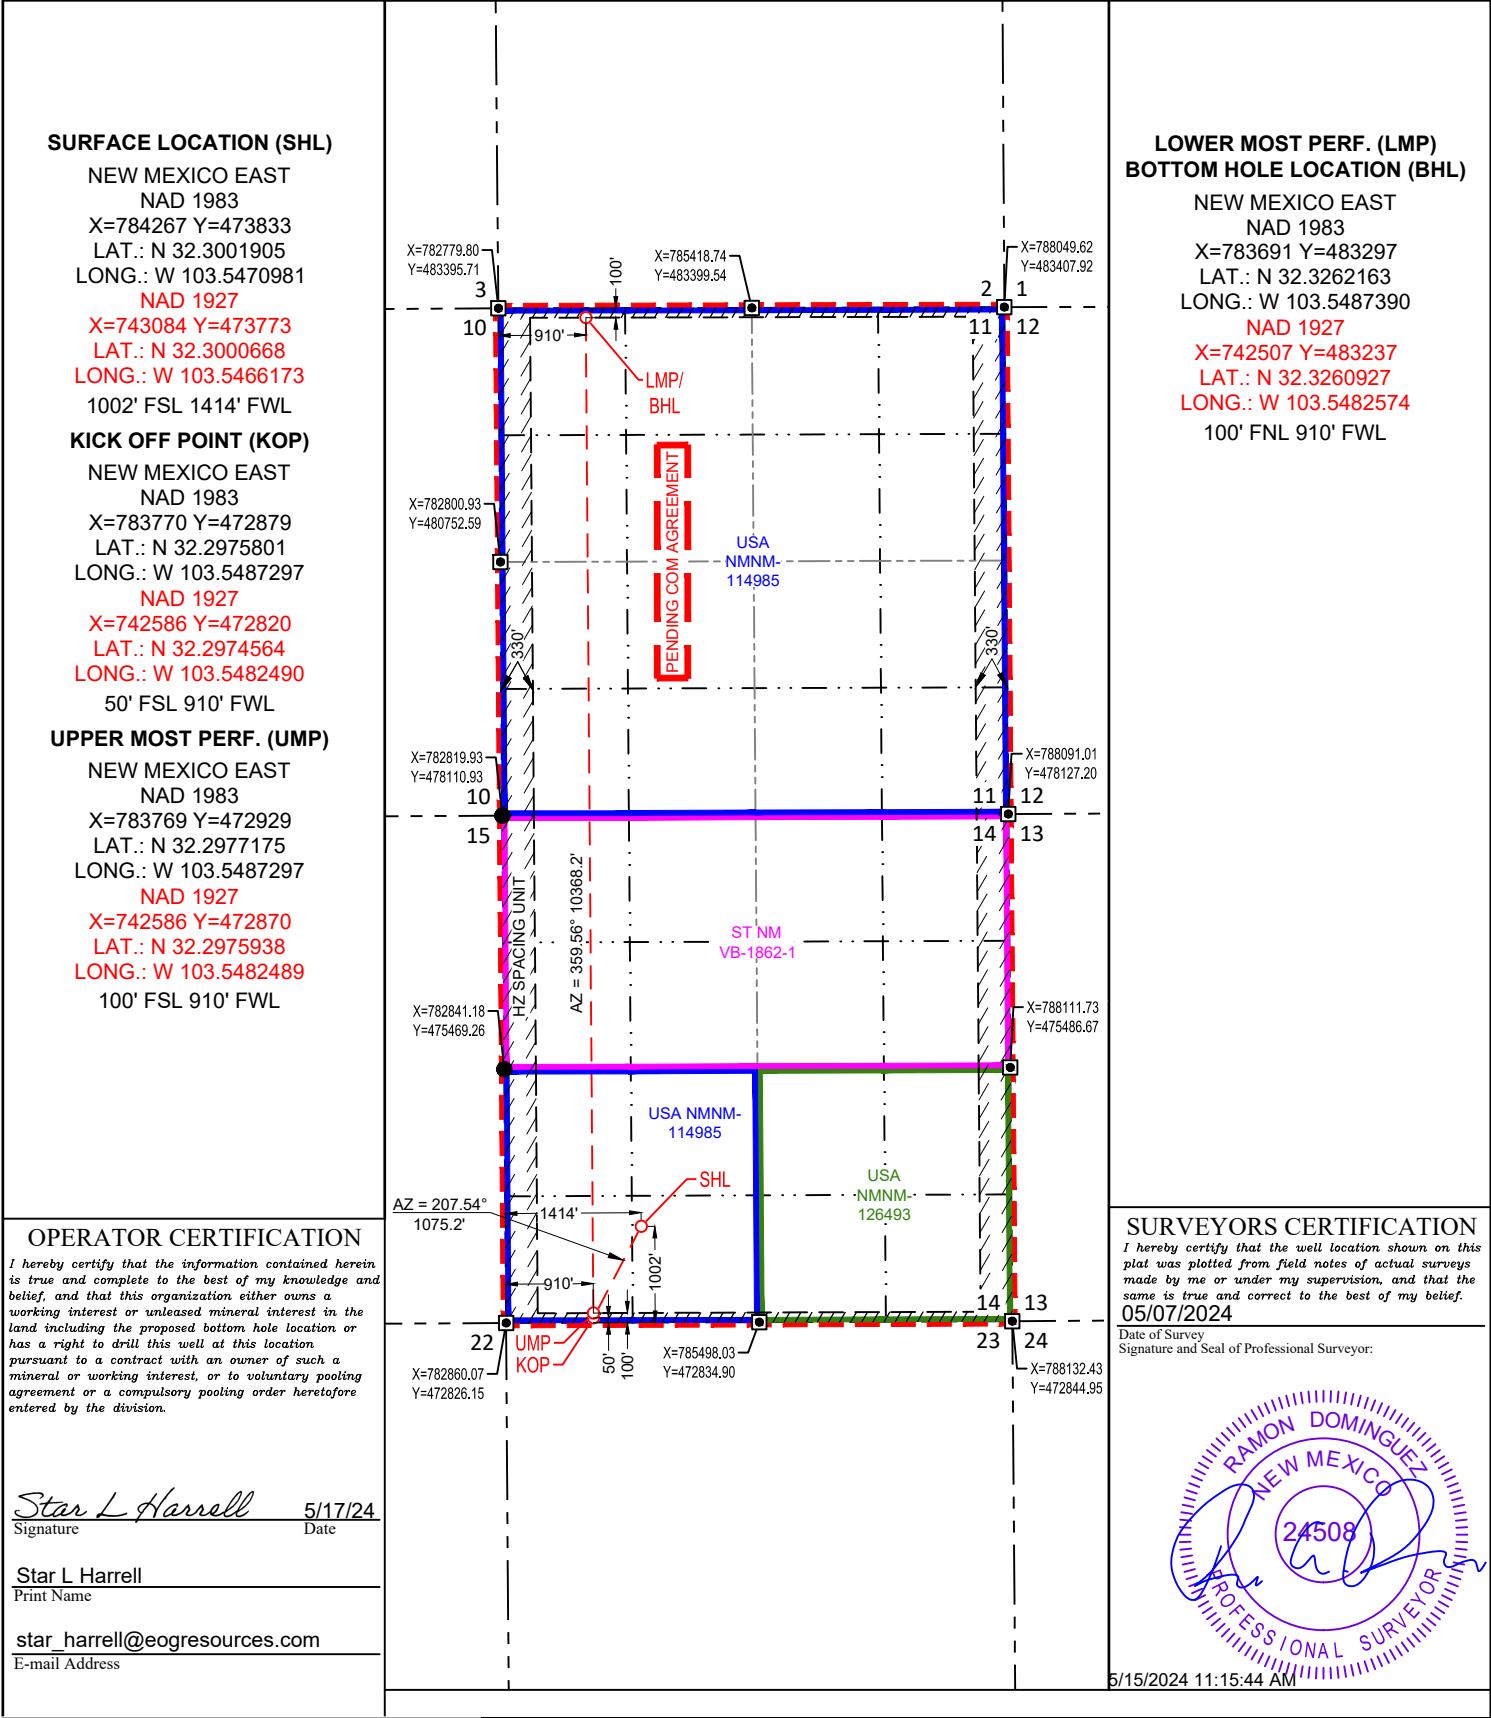 SURFACE LOCATION (SHL)
NEW MEXICO EAST
NAD 1983
X=784267 Y=473833
LAT.: N 32.3001905
LONG.: W 103.5470981
NAD 1927
X=743084 Y=473773
LAT.: N 32.3000668
LONG.: W 103.5466173
1002' FSL 1414' FWL
KICK OFF POINT (KOP)
NEW MEXICO EAST
NAD 1983
X=783770 Y=472879
LAT.: N 32.2975801
LONG.: W 103.5487297
NAD 1927
X=742586 Y=472820
LAT.: N 32.2974564
LONG.: W 103.5482490
50' FSL 910' FWL
UPPER MOST PERF. (UMP)
NEW MEXICO EAST
NAD 1983
X=783769 Y=472929
LAT.: N 32.2977175
LONG.: W 103.5487297
NAD 1927
X=742586 Y=472870
LAT.: N 32.2975938
LONG.: W 103.5482489
100' FSL 910' FWL
OPERATOR CERTIFICATION
I hereby certify that the information contained herein
is true and complete to the best of my knowledge and
belief, and that this organization either owns a
working interest or unleased mineral interest in the
land including the proposed bottom hole location or
has a right to drill this well at this location
pursuant to a contract with an owner of such a
mineral or working interest, or to voluntary pooling
agreement or a compulsory pooling order heretofore
entered by the division.
Star L Harrell 5/17/24
Signature Date
Star L Harrell
Print Name
star_harrell@eogresources.com
E-mail Address
X=782779.80
Y=483395.71
X=785418.74
Y=483399.54
X=788049.62
Y=483407.92
100'
3
2 1
10
11 12
910'
LMP/
BHL
PENDING COM AGREEMENT
X=782800.93
Y=480752.59
USA
NMNM-
114985
330'
330'
X=782819.93
Y=478110.93
X=788091.01
Y=478127.20
10
11 12
15
14 13
HZ SPACING UNIT
AZ = 359.56° 10368.2'
ST NM
VB-1862-1
X=782841.18
Y=475469.26
X=788111.73
Y=475486.67
USA NMNM-
114985
USA
NMNM-
126493
SHL
AZ = 207.54°
1075.2'
1414'
1002'
910'
14 13
22
23 24
UMP
KOP
50'
100'
X=782860.07
Y=472826.15
X=785498.03
Y=472834.90
X=788132.43
Y=472844.95
LOWER MOST PERF. (LMP)
BOTTOM HOLE LOCATION (BHL)
NEW MEXICO EAST
NAD 1983
X=783691 Y=483297
LAT.: N 32.3262163
LONG.: W 103.5487390
NAD 1927
X=742507 Y=483237
LAT.: N 32.3260927
LONG.: W 103.5482574
100' FNL 910' FWL
SURVEYORS CERTIFICATION
I hereby certify that the well location shown on this
plat was plotted from field notes of actual surveys
made by me or under my supervision, and that the
same is true and correct to the best of my belief.
05/07/2024
Date of Survey
Signature and Seal of Professional Surveyor:
RAMON DOMINGUEZ
NEW MEXICO
24508
PROFESSIONAL SURVEYOR
5/15/2024 11:15:44 AM